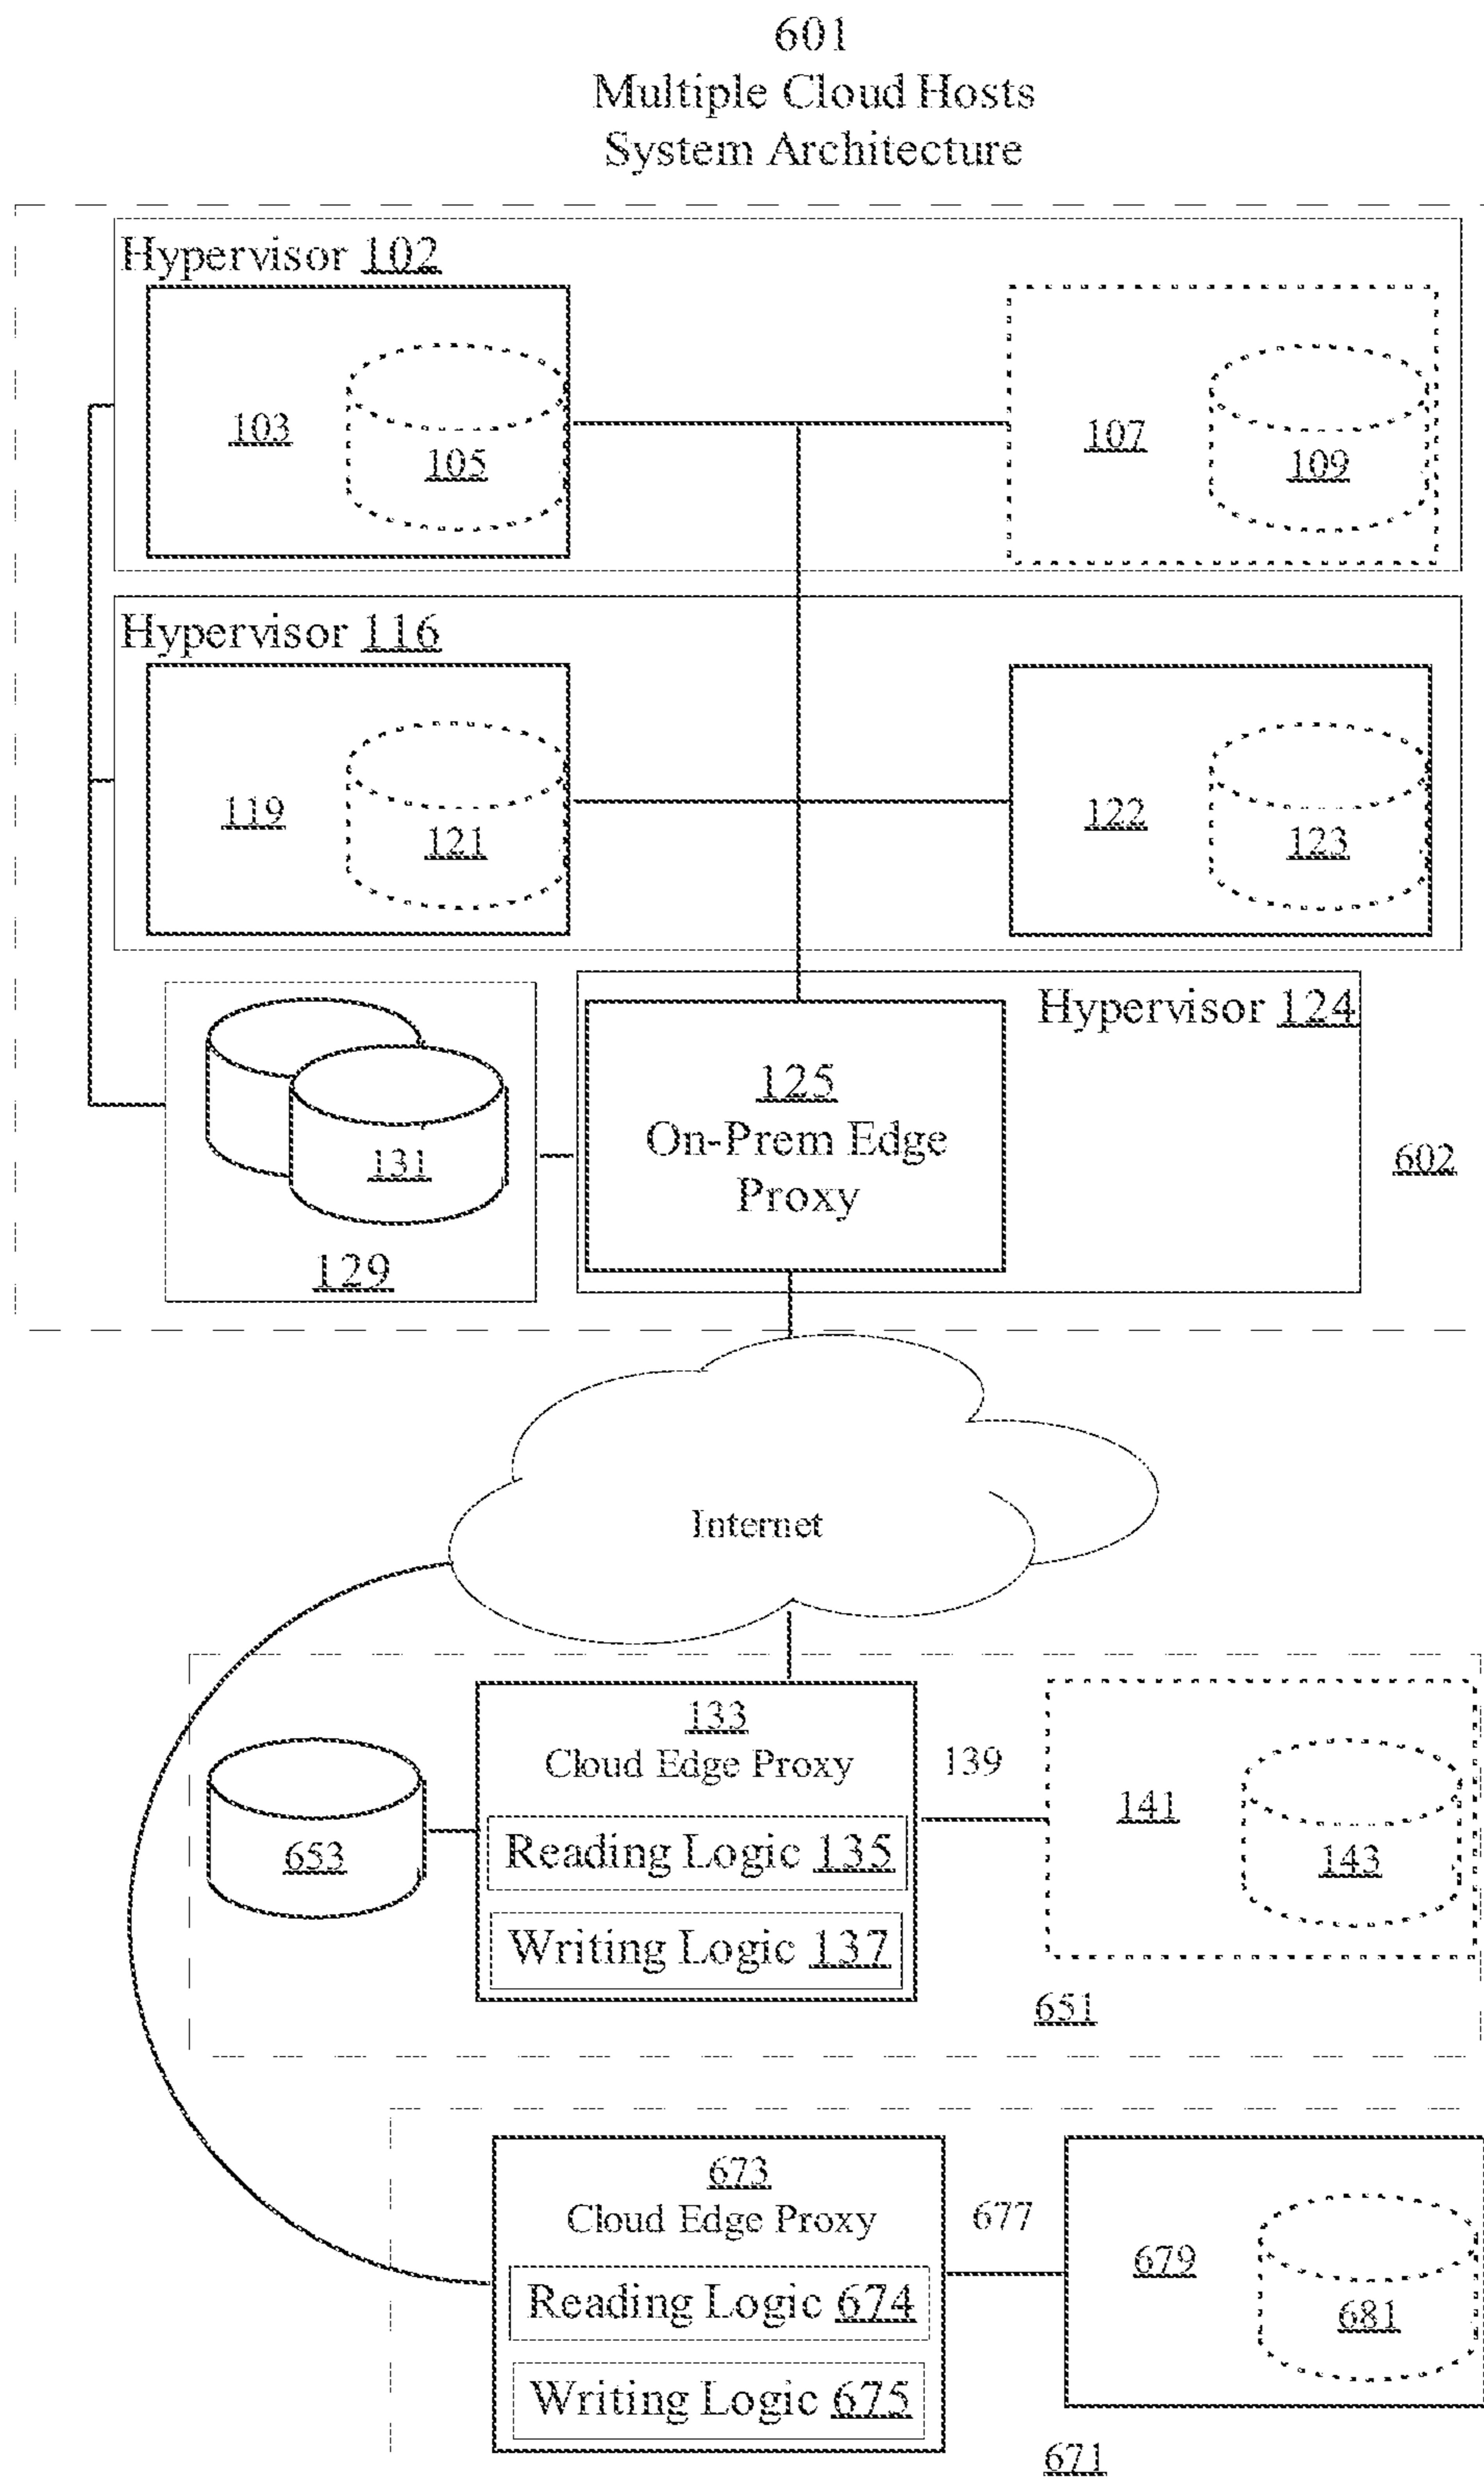 601
Multiple Cloud Hosts
System Architecture
Hypervisor 102
103
105
107
109
Hypervisor 116
119
121
122
123
Hypervisor 124
125
On-Prem Edge
Proxy
131
129
602
Internet
133
Cloud Edge Proxy
139
Reading Logic 135
Writing Logic 137
653
141
143
651
673
Cloud Edge Proxy
677
Reading Logic 674
Writing Logic 675
679
681
671